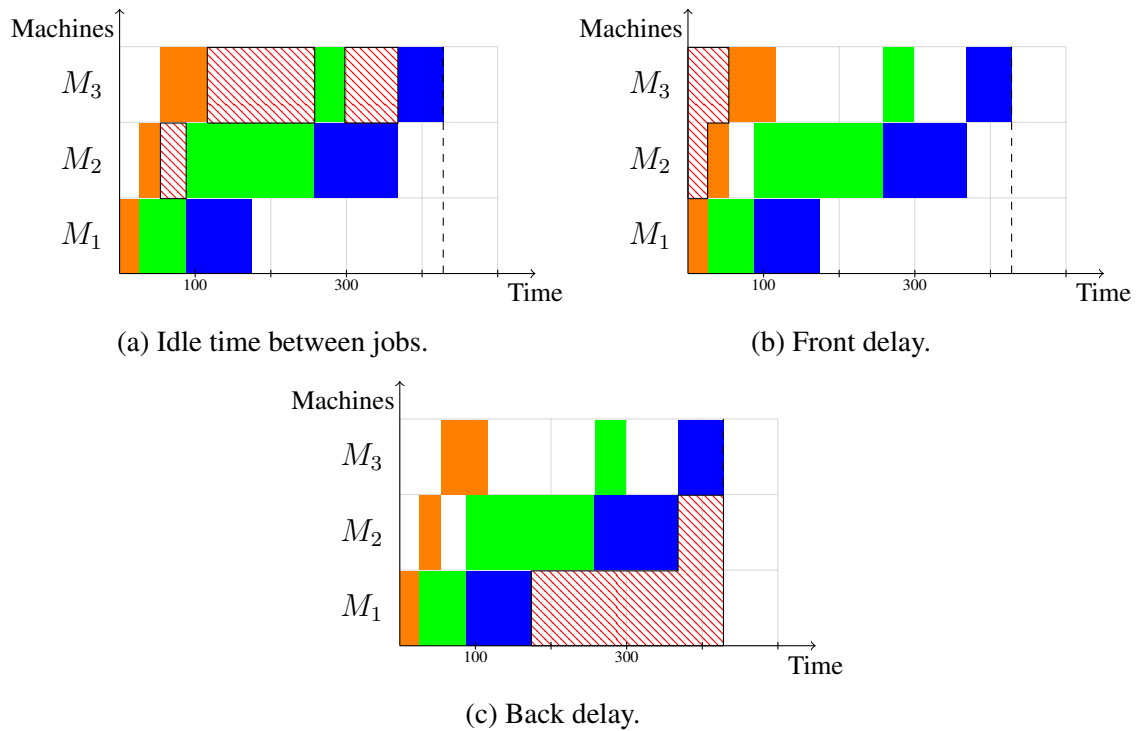 Machines
M3
M2
M1
100
300
Time
(a) Idle time between jobs.
Machines
M3
M2
M1
100
300
Time
(b) Front delay.
Machines
M3
M2
M1
100
300
Time
(c) Back delay.